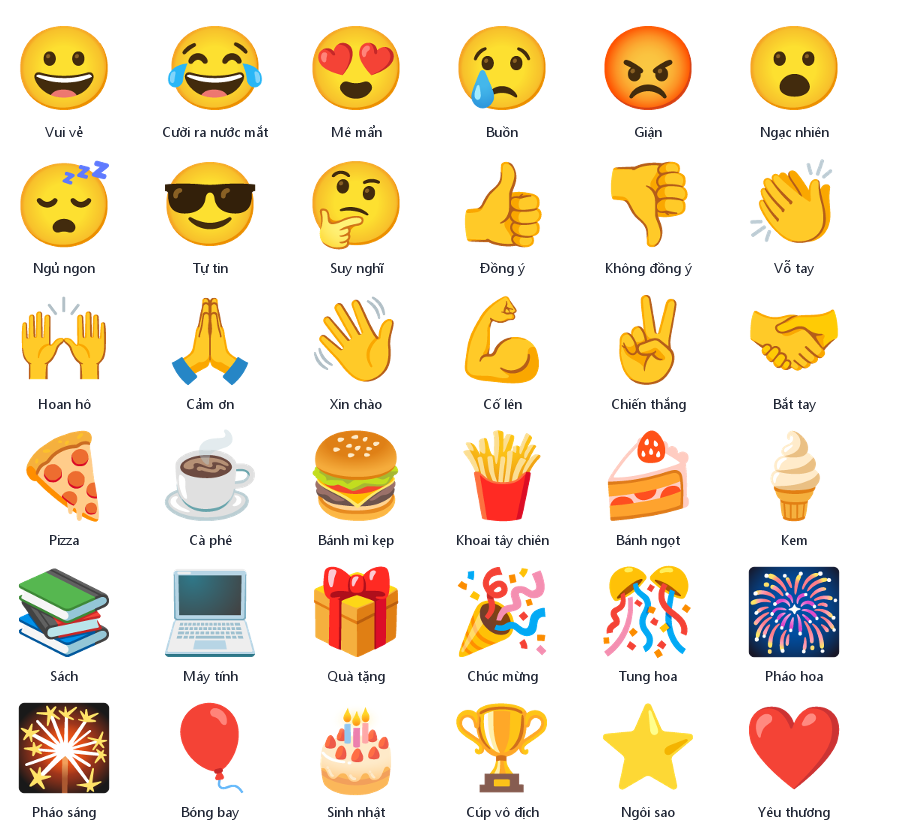 Vui vẻ
Cười ra nước mắt
Mê mẩn
Buồn
Giận
Ngạc nhiên
Ngủ ngon
Tự tin
Suy nghĩ
Đồng ý
Không đồng ý
Vỗ tay
Hoan hô
Cảm ơn
Xin chào
Cố lên
Chiến thắng
Bắt tay
Pizza
Cà phê
Bánh mì kẹp
Khoai tây chiên
Bánh ngọt
Kem
Sách
Máy tính
Quà tặng
Chúc mừng
Tung hoa
Pháo hoa
Pháo sáng
Bóng bay
Sinh nhật
Cúp vô địch
Ngôi sao
Yêu thương